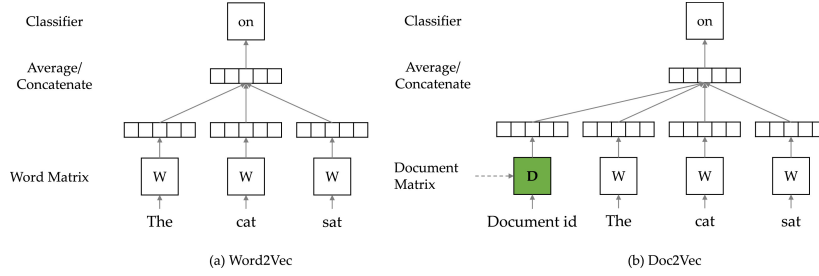 Classifier
on
Average/
Concatenate
Word Matrix
W W W
The cat sat
(a) Word2Vec
Classifier
on
Average/
Concatenate
Document
Matrix
D W W W
Document id The cat sat
(b) Doc2Vec